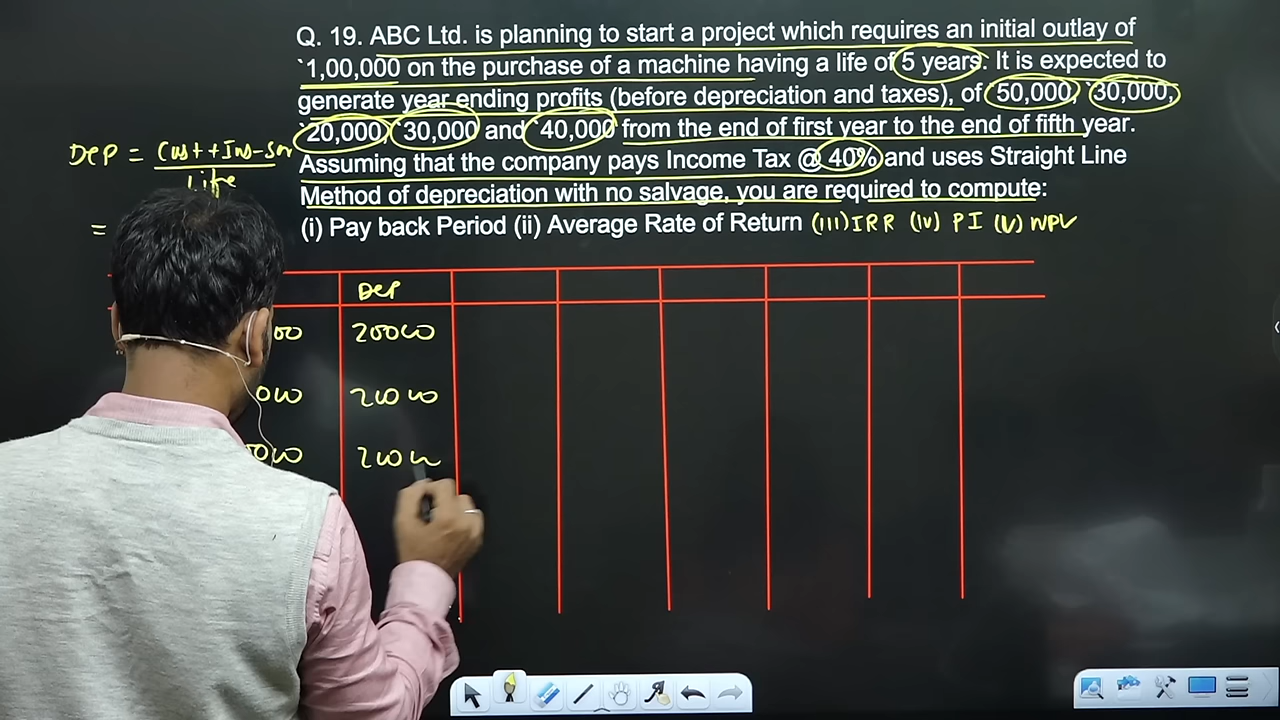 Q. 19. ABC Ltd. is planning to start a project which requires an initial outlay of
`1,00,000 on the purchase of a machine having a life of 5 years. It is expected to
generate year ending profits (before depreciation and taxes), of `50,000, `30,000,
`20,000, `30,000 and `40,000 from the end of first year to the end of fifth year.
DEP = Cost + Ins - Sav
Assuming that the company pays Income Tax @ 40% and uses Straight Line
Life
Method of depreciation with no salvage, you are required to compute:
=
(i) Pay back Period (ii) Average Rate of Return (III) IRR (IV) PI (V) NPV
DEP
00 20000
000 20000
0000 2000